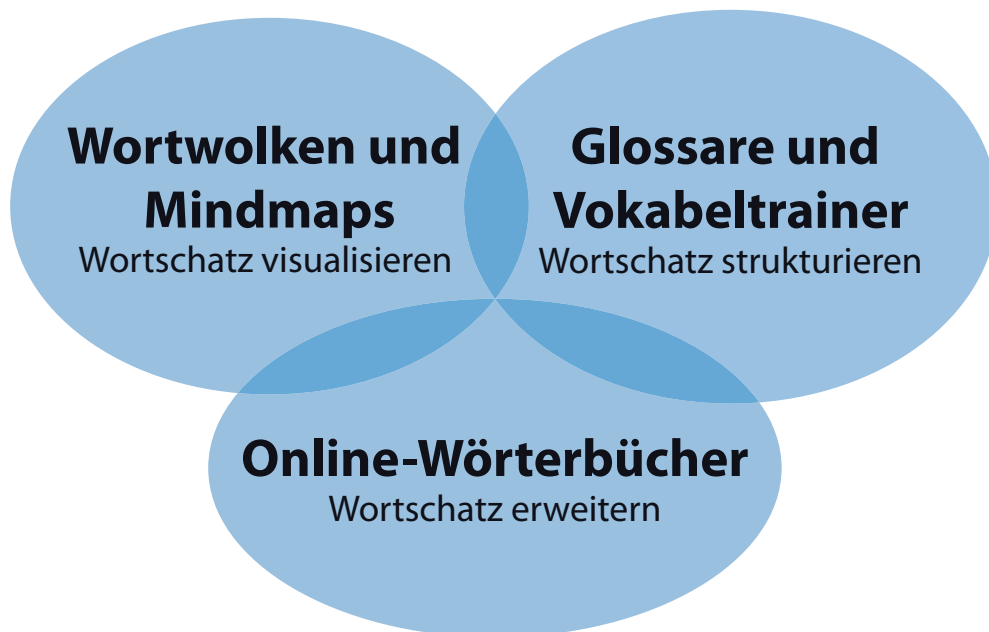 Wortwolken und
Mindmaps
Wortschatz visualisieren
Glossare und
Vokabeltrainer
Wortschatz strukturieren
Online-Wörterbücher
Wortschatz erweitern